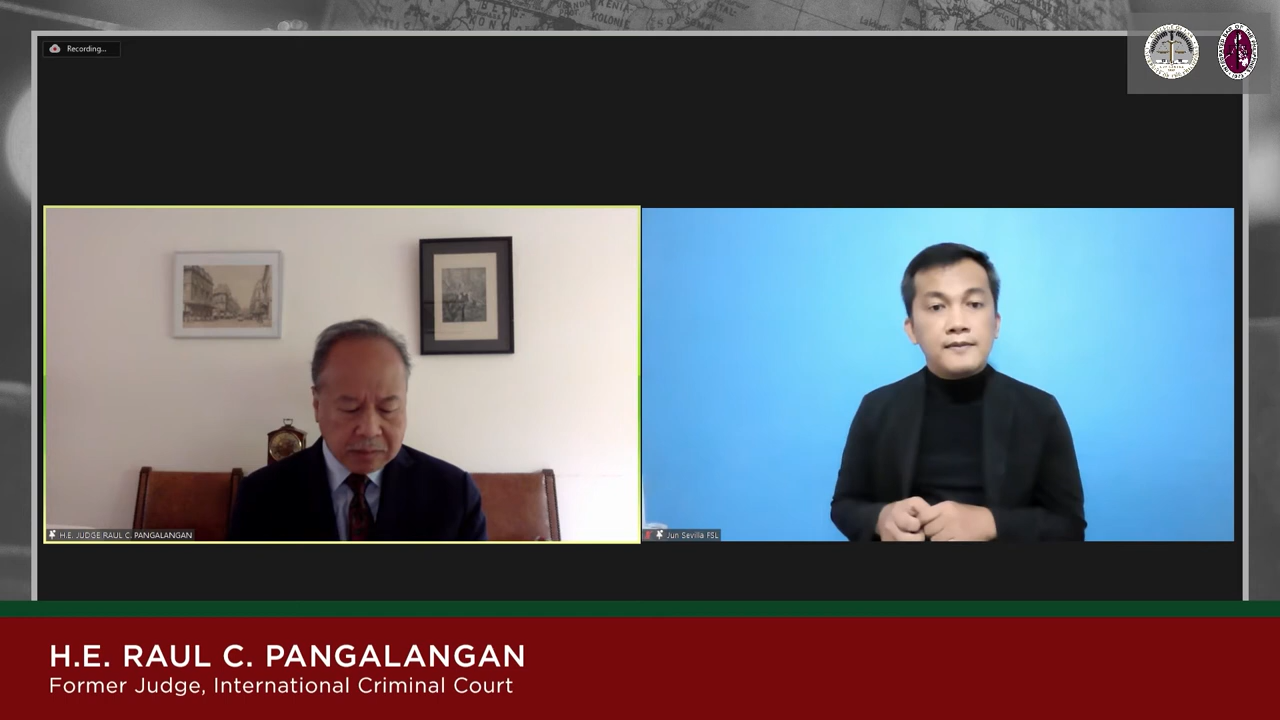 Recording...
H.E. JUDGE RAUL C. PANGALANGAN
Jun Sevilla FSL
H.E. RAUL C. PANGALANGAN
Former Judge, International Criminal Court